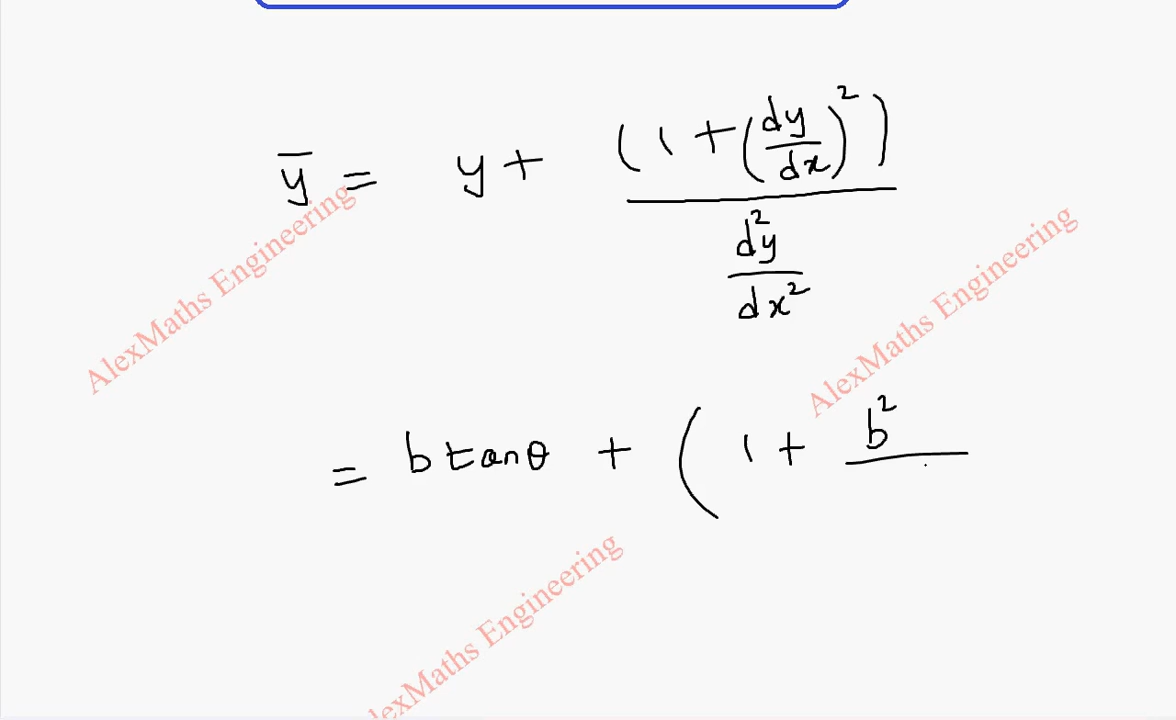 ȳ = y + (1 + (dy/dx)²) / (d²y/dx²)
= b tanθ + (1 + b²/
AlexMaths Engineering
AlexMaths Engineering
AlexMaths Engineering